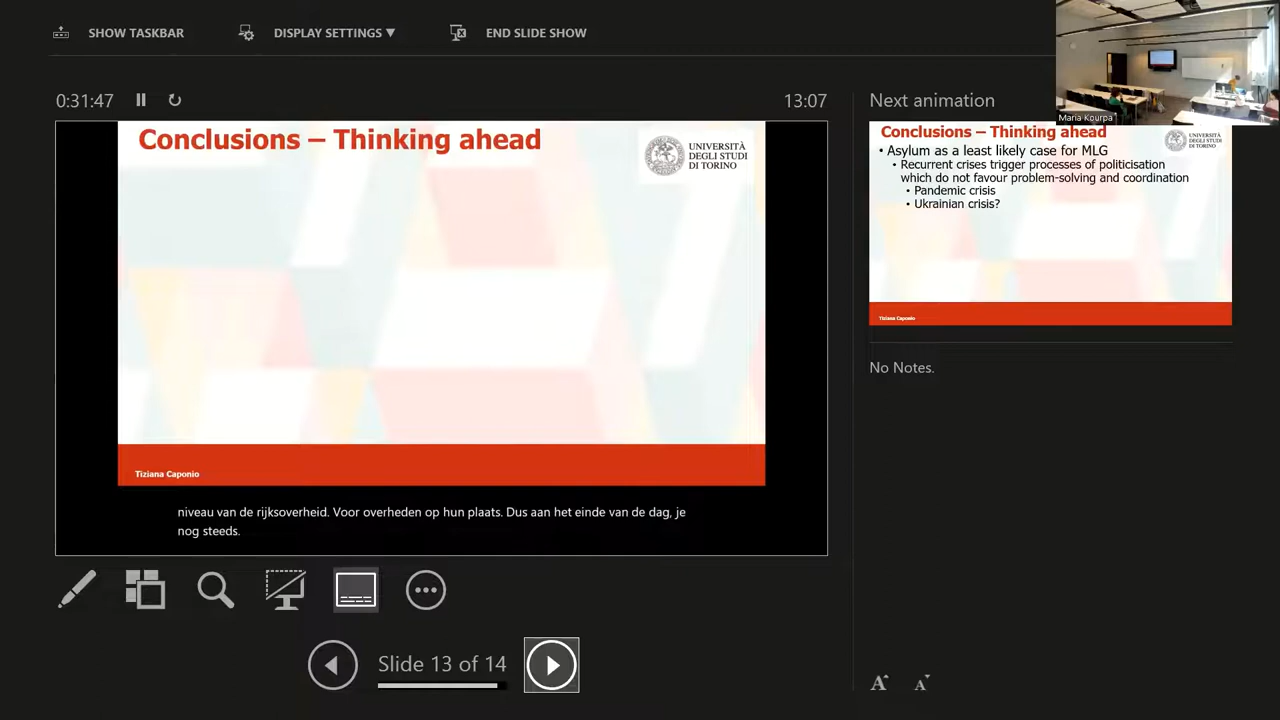 SHOW TASKBAR
DISPLAY SETTINGS ▼
END SLIDE SHOW
Maria Kourpa
0:31:47
13:07
Conclusions – Thinking ahead
UNIVERSITÀ
DEGLI STUDI
DI TORINO
Tiziana Caponio
niveau van de rijksoverheid. Voor overheden op hun plaats. Dus aan het einde van de dag, je
nog steeds.
Slide 13 of 14
Next animation
Conclusions – Thinking ahead
UNIVERSITÀ
DEGLI STUDI
DI TORINO
• Asylum as a least likely case for MLG
• Recurrent crises trigger processes of politicisation
which do not favour problem-solving and coordination
• Pandemic crisis
• Ukrainian crisis?
Tiziana Caponio
No Notes.
A A